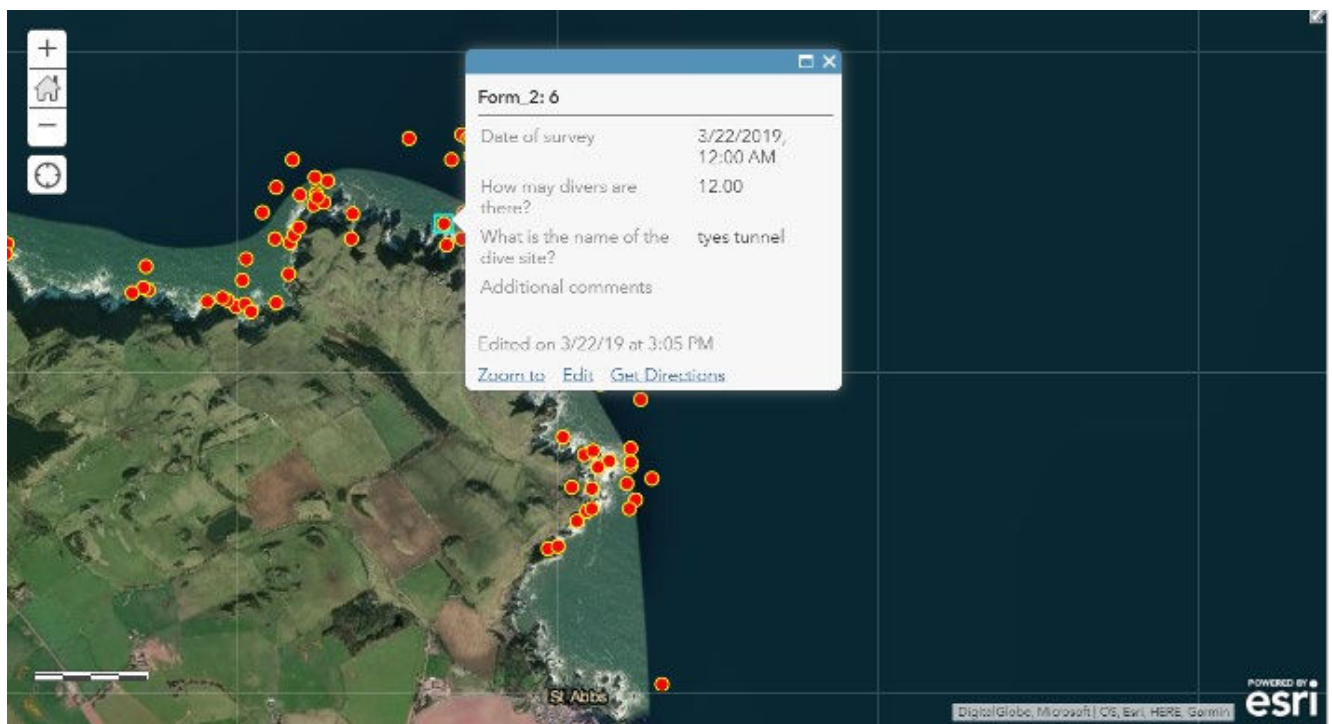 Form_2: 6
Date of survey
3/22/2019,
12:00 AM
How may divers are
there?
12.00
What is the name of the
dive site?
tyes tunnel
Additional comments
Edited on 3/22/19 at 3:05 PM
Zoom to Edit Get Directions
St Abbs
DigitalGlobe, Microsoft | OS, Esri, HERE, Garmin
POWERED BY
esri